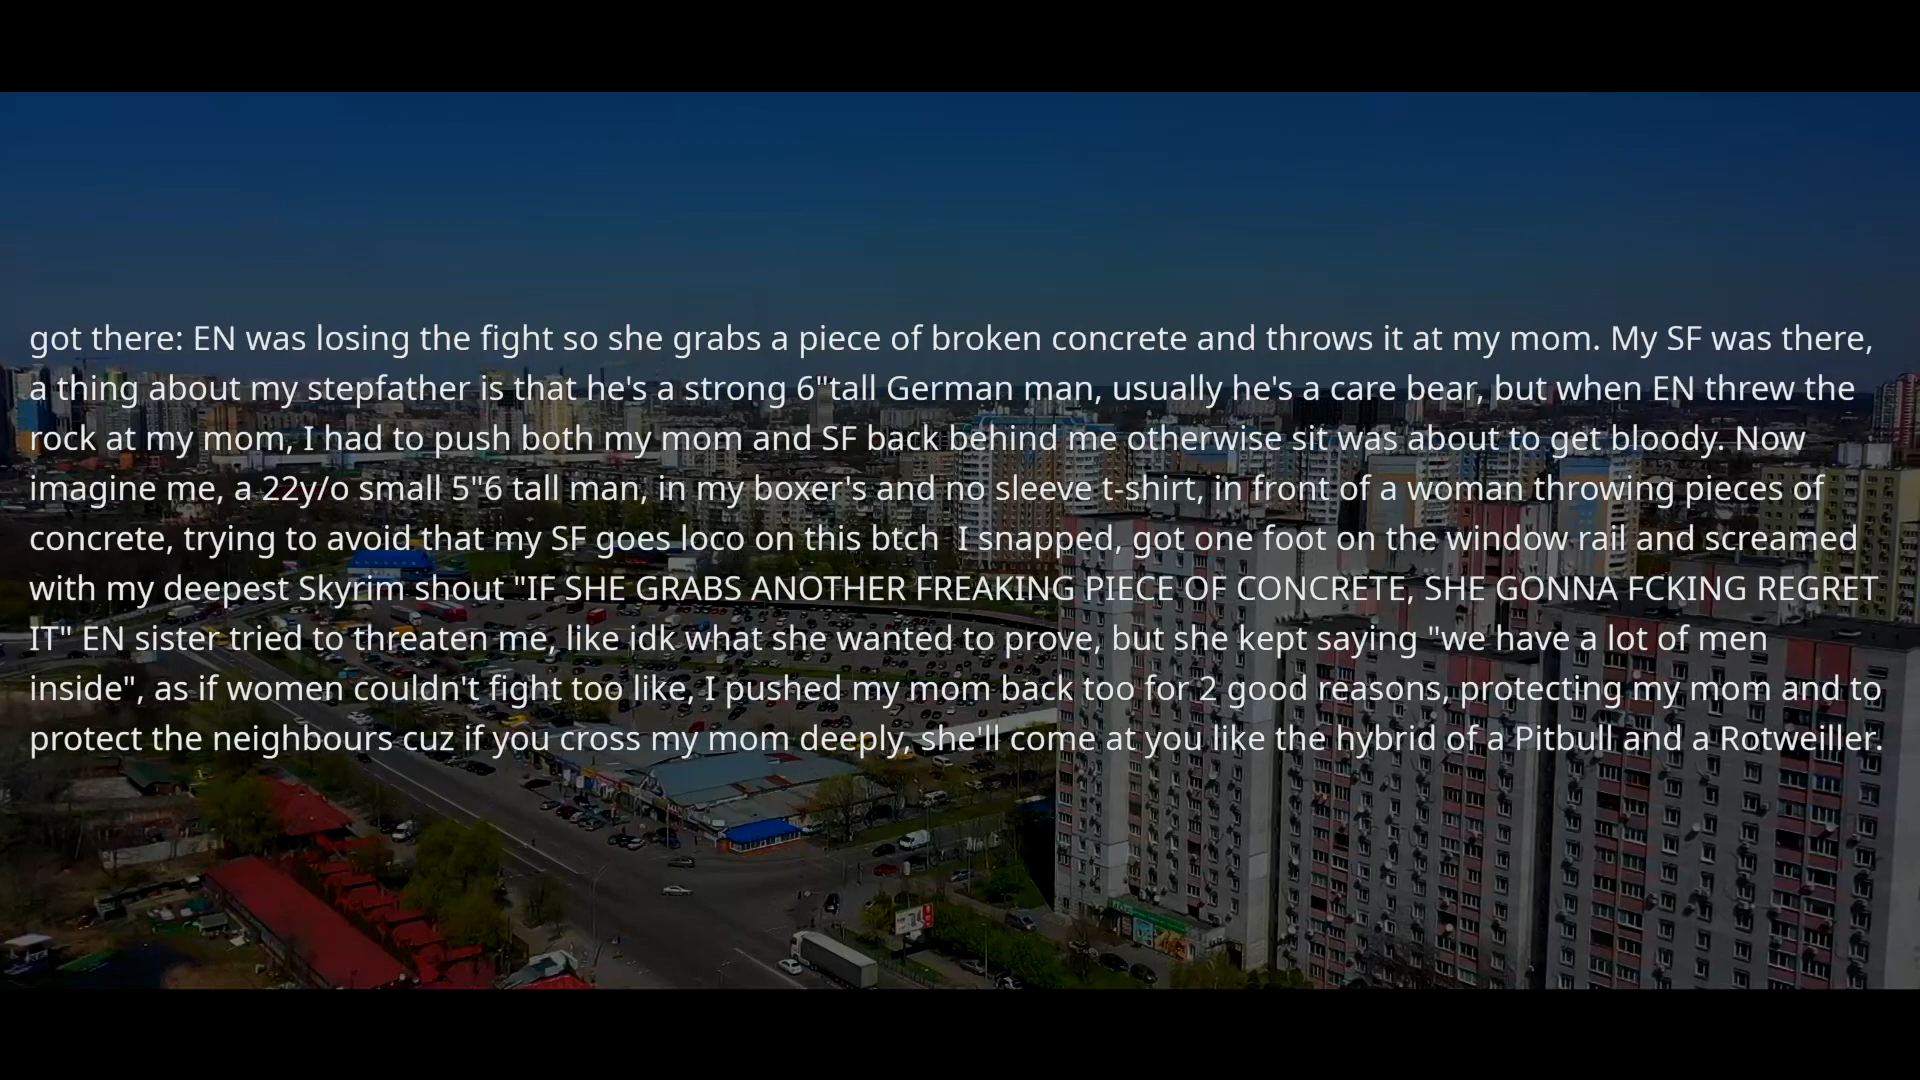 got there: EN was losing the fight so she grabs a piece of broken concrete and throws it at my mom. My SF was there,
a thing about my stepfather is that he's a strong 6"tall German man, usually he's a care bear, but when EN threw the
rock at my mom, I had to push both my mom and SF back behind me otherwise sit was about to get bloody. Now
imagine me, a 22y/o small 5"6 tall man, in my boxer's and no sleeve t-shirt, in front of a woman throwing pieces of
concrete, trying to avoid that my SF goes loco on this btch  I snapped, got one foot on the window rail and screamed
with my deepest Skyrim shout "IF SHE GRABS ANOTHER FREAKING PIECE OF CONCRETE, SHE GONNA FCKING REGRET
IT" EN sister tried to threaten me, like idk what she wanted to prove, but she kept saying "we have a lot of men
inside", as if women couldn't fight too like, I pushed my mom back too for 2 good reasons, protecting my mom and to
protect the neighbours cuz if you cross my mom deeply, she'll come at you like the hybrid of a Pitbull and a Rotweiller.